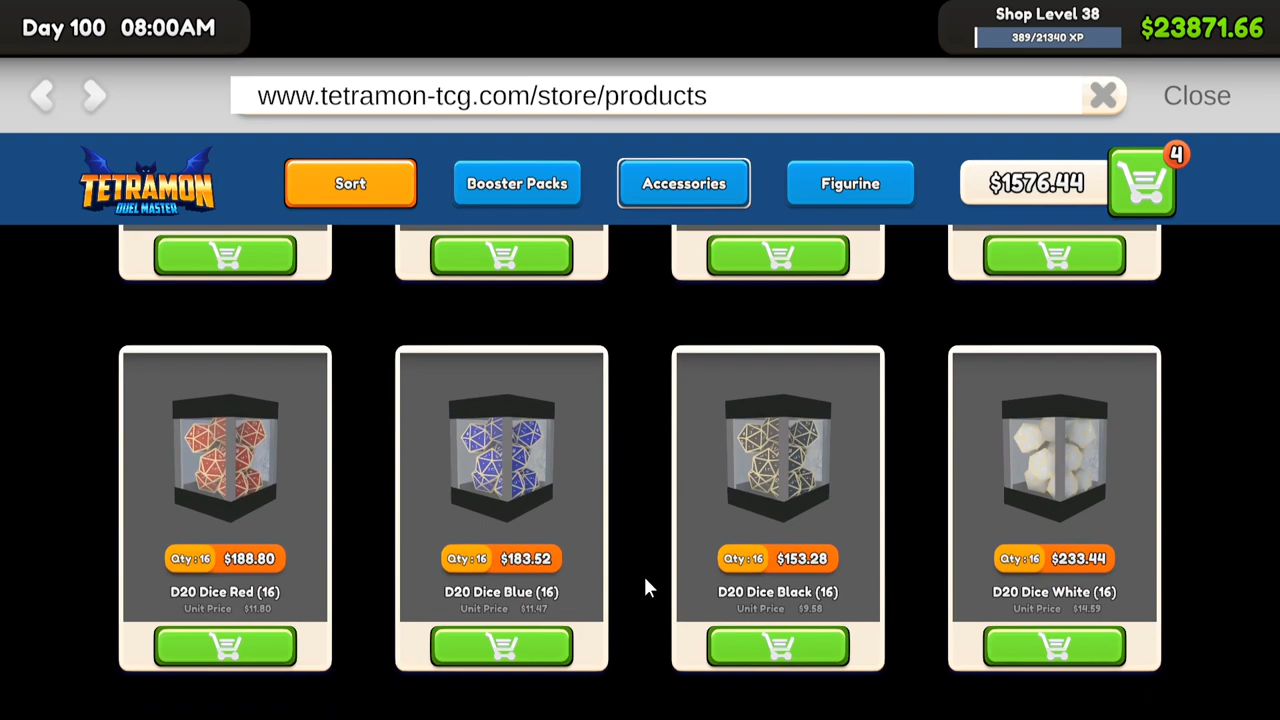 Day 100 08:00AM
Shop Level 38
389/21340 XP
$23871.66
www.tetramon-tcg.com/store/products
Close
TETRAMON
DUEL MASTER
Sort
Booster Packs
Accessories
Figurine
$1576.44
4
Qty : 16 $188.80
D20 Dice Red (16)
Unit Price $11.80
Qty : 16 $183.52
D20 Dice Blue (16)
Unit Price $11.47
Qty : 16 $153.28
D20 Dice Black (16)
Unit Price $9.58
Qty : 16 $233.44
D20 Dice White (16)
Unit Price $14.59